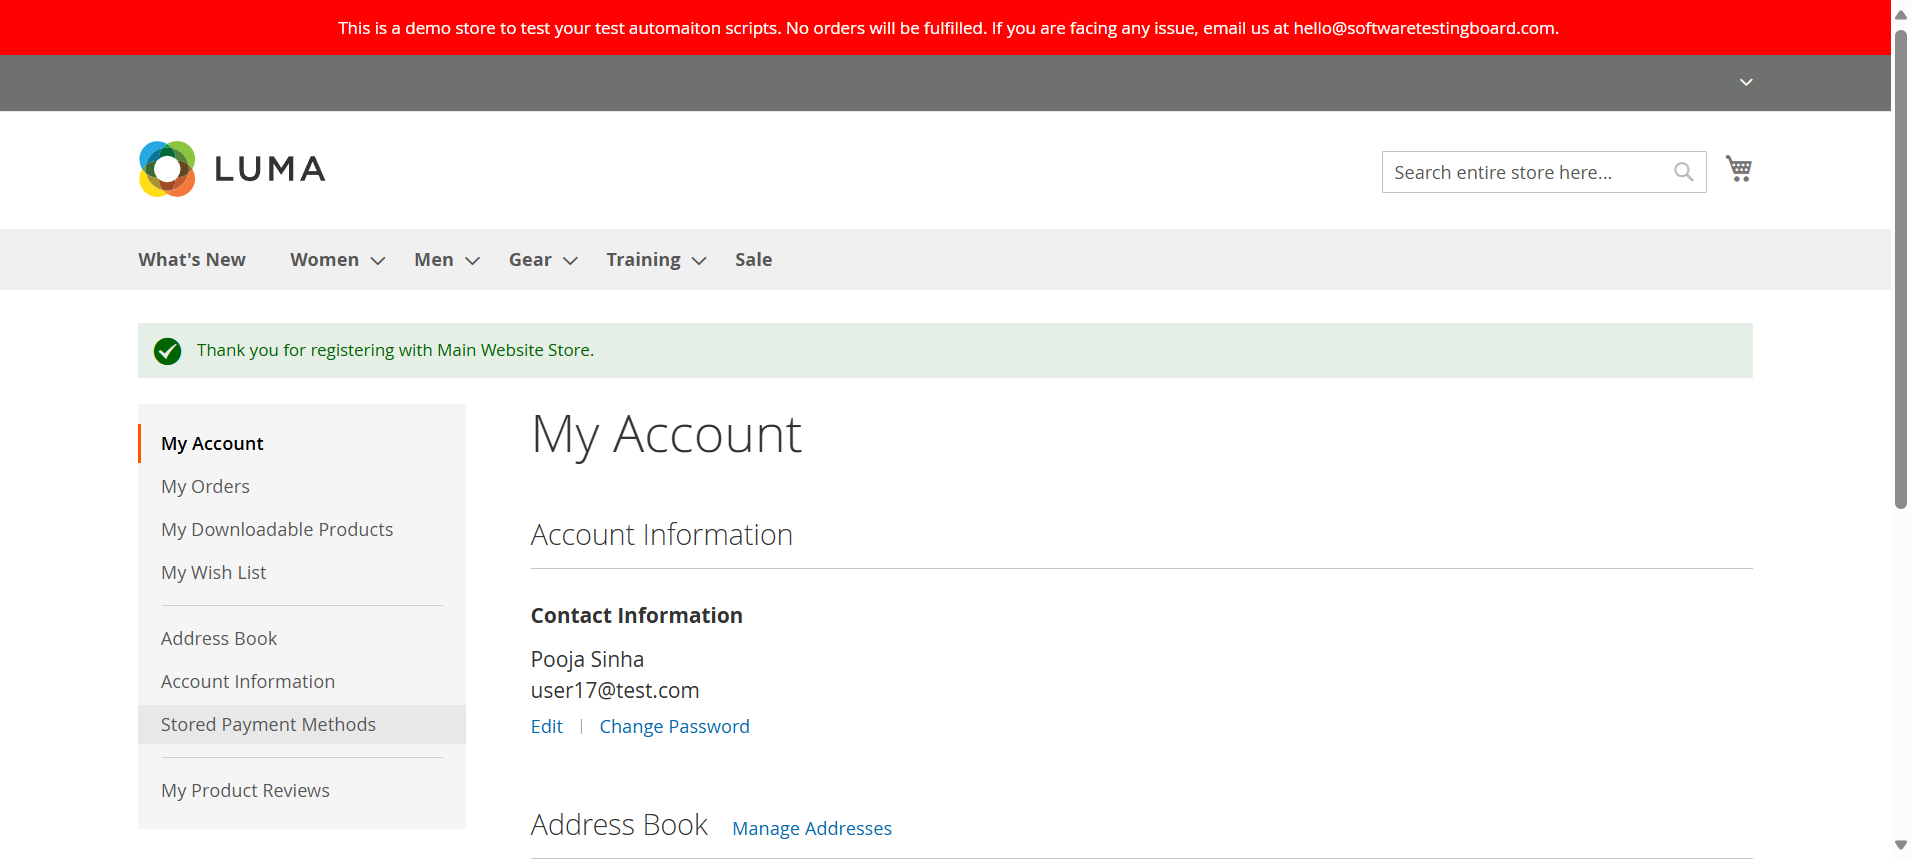 This is a demo store to test your test automaiton scripts. No orders will be fulfilled. If you are facing any issue, email us at hello@softwaretestingboard.com.
LUMA
Search entire store here...
What's New Women Men Gear Training Sale
Thank you for registering with Main Website Store.
My Account
My Orders
My Downloadable Products
My Wish List
Address Book
Account Information
Stored Payment Methods
My Product Reviews
My Account
Account Information
Contact Information
Pooja Sinha
user17@test.com
Edit | Change Password
Address Book Manage Addresses